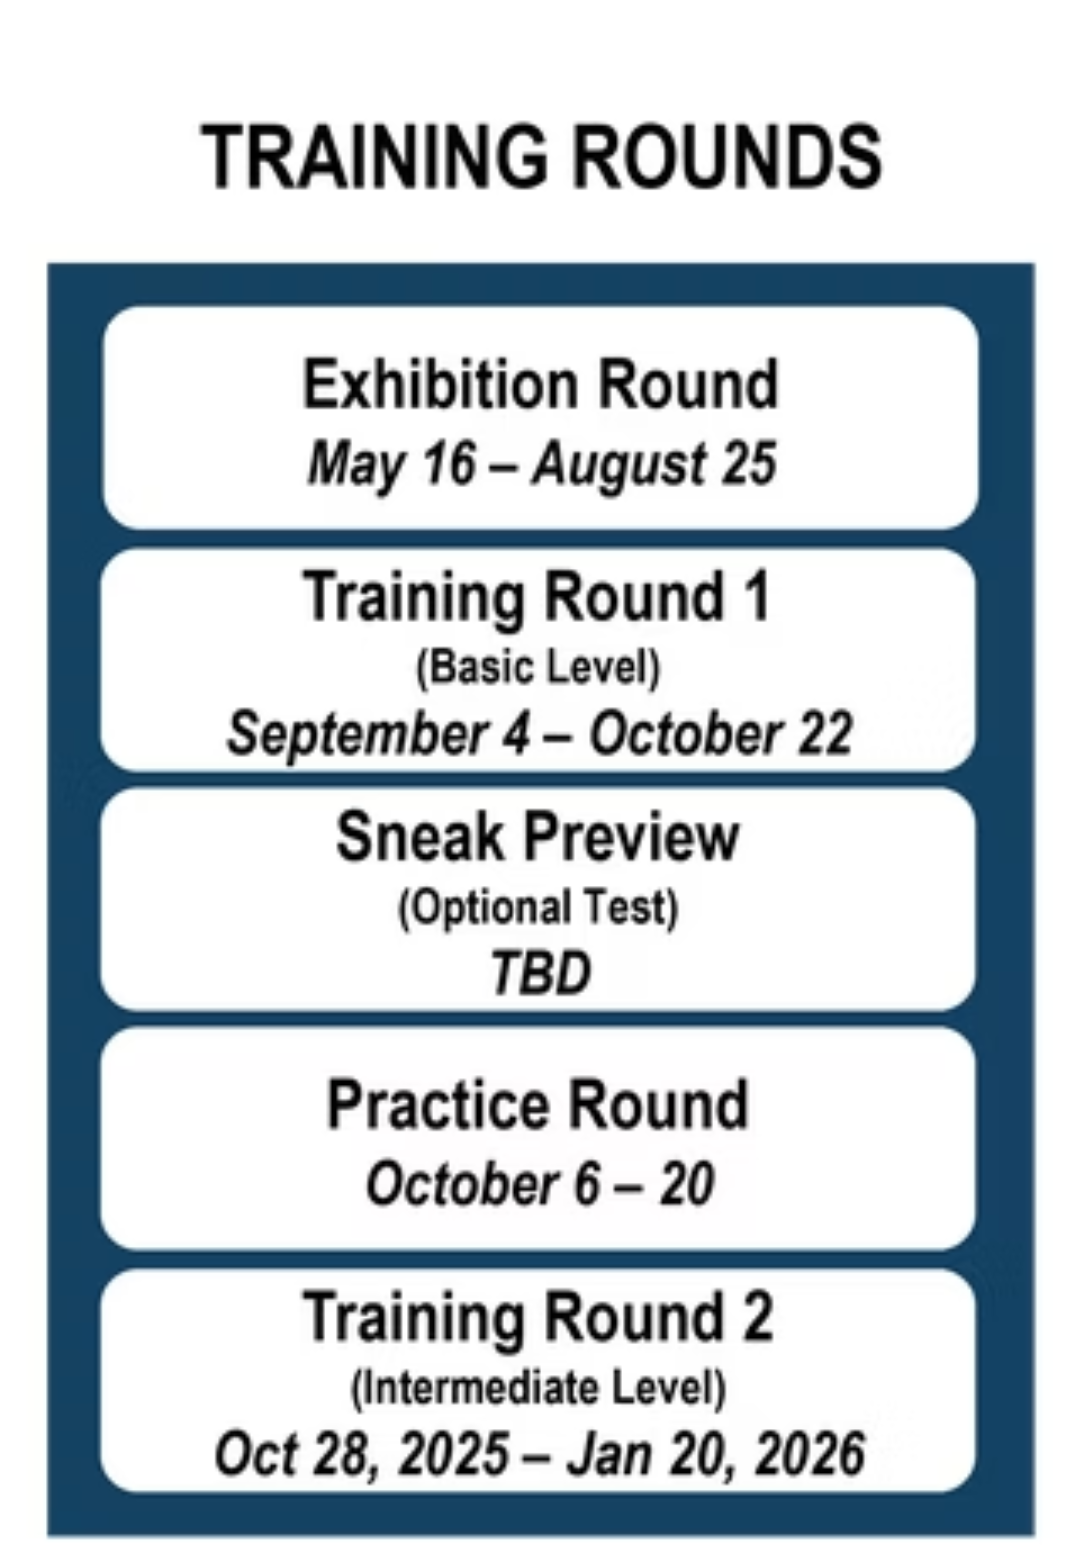 TRAINING ROUNDS
Exhibition Round
May 16 – August 25
Training Round 1
(Basic Level)
September 4 – October 22
Sneak Preview
(Optional Test)
TBD
Practice Round
October 6 – 20
Training Round 2
(Intermediate Level)
Oct 28, 2025 – Jan 20, 2026